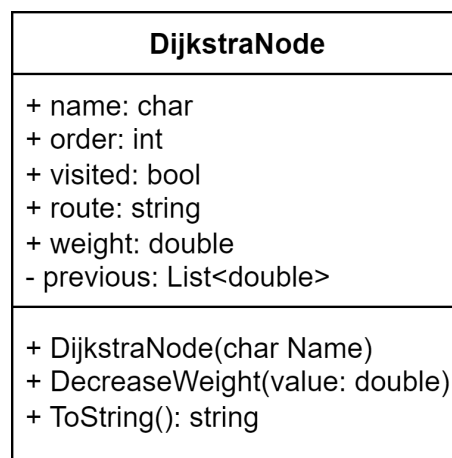 DijkstraNode
+ name: char
+ order: int
+ visited: bool
+ route: string
+ weight: double
- previous: List<double>
+ DijkstraNode(char Name)
+ DecreaseWeight(value: double)
+ ToString(): string